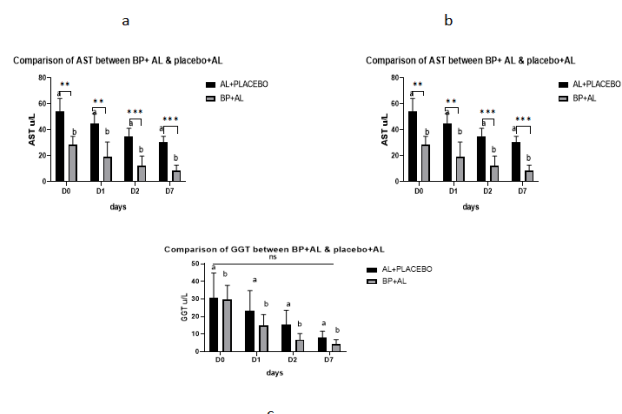 a
b
Comparison of AST between BP+ AL & placebo+AL
AST u/L
80
60
40
20
0
** ** *** ***
a b a b a b a b
D0 D1 D2 D7
days
AL+PLACEBO
BP+AL
Comparison of AST between BP+ AL & placebo+AL
AST u/L
80
60
40
20
0
** ** *** ***
a b a b a b a b
D0 D1 D2 D7
days
AL+PLACEBO
BP+AL
Comparison of GGT between BP+AL & placebo+AL
ns
GGT u/L
50
40
30
20
10
0
a b a b a b a b
D0 D1 D2 D7
days
AL+PLACEBO
BP+AL